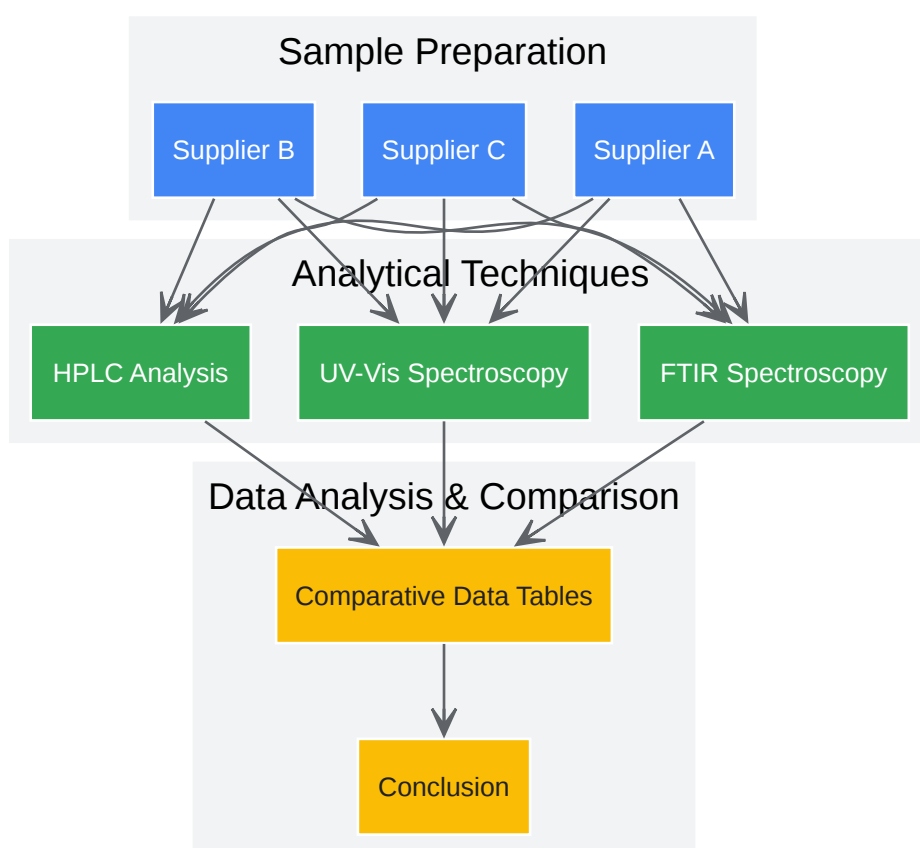 Sample Preparation
Supplier B
Supplier C
Supplier A
Analytical Techniques
HPLC Analysis
UV-Vis Spectroscopy
FTIR Spectroscopy
Data Analysis & Comparison
Comparative Data Tables
Conclusion